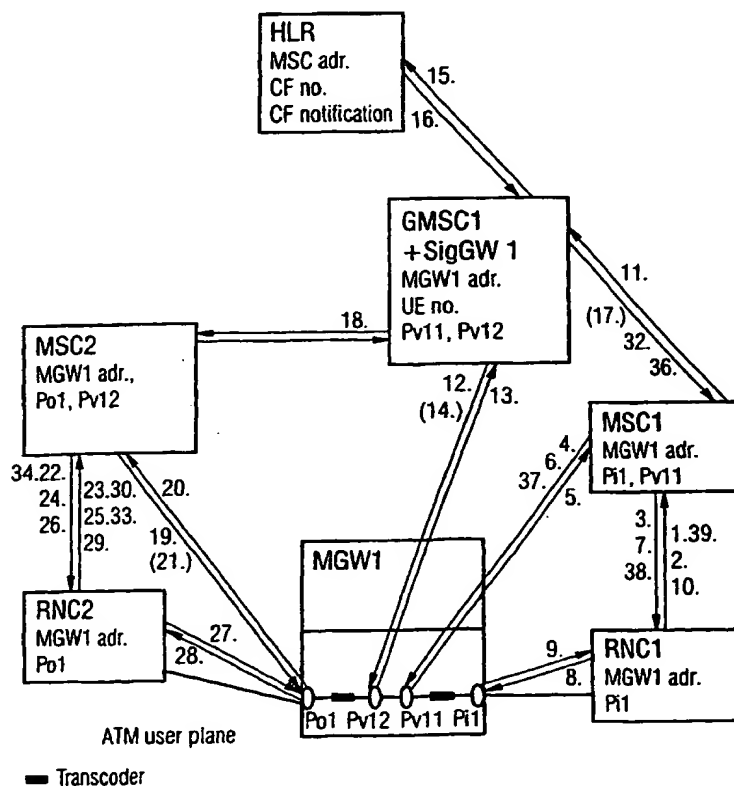 HLR
MSC adr.
CF no.
CF notification
15.
16.
GMSC1
+SigGW 1
MGW1 adr.
UE no.
Pv11, Pv12
11.
(17.)
32.
36.
18.
MSC2
MGW1 adr.,
Po1, Pv12
12.
(14.)
13.
MSC1
MGW1 adr.
Pi1, Pv11
4.
6.
37.
5.
34.22.
24.
26.
23.30.
25.33.
29.
20.
19.
(21.)
3.
7.
38.
1.39.
2.
10.
MGW1
RNC2
MGW1 adr.
Po1
27.
28.
9.
8.
RNC1
MGW1 adr.
Pi1
Po1 Pv12 Pv11 Pi1
ATM user plane
Transcoder